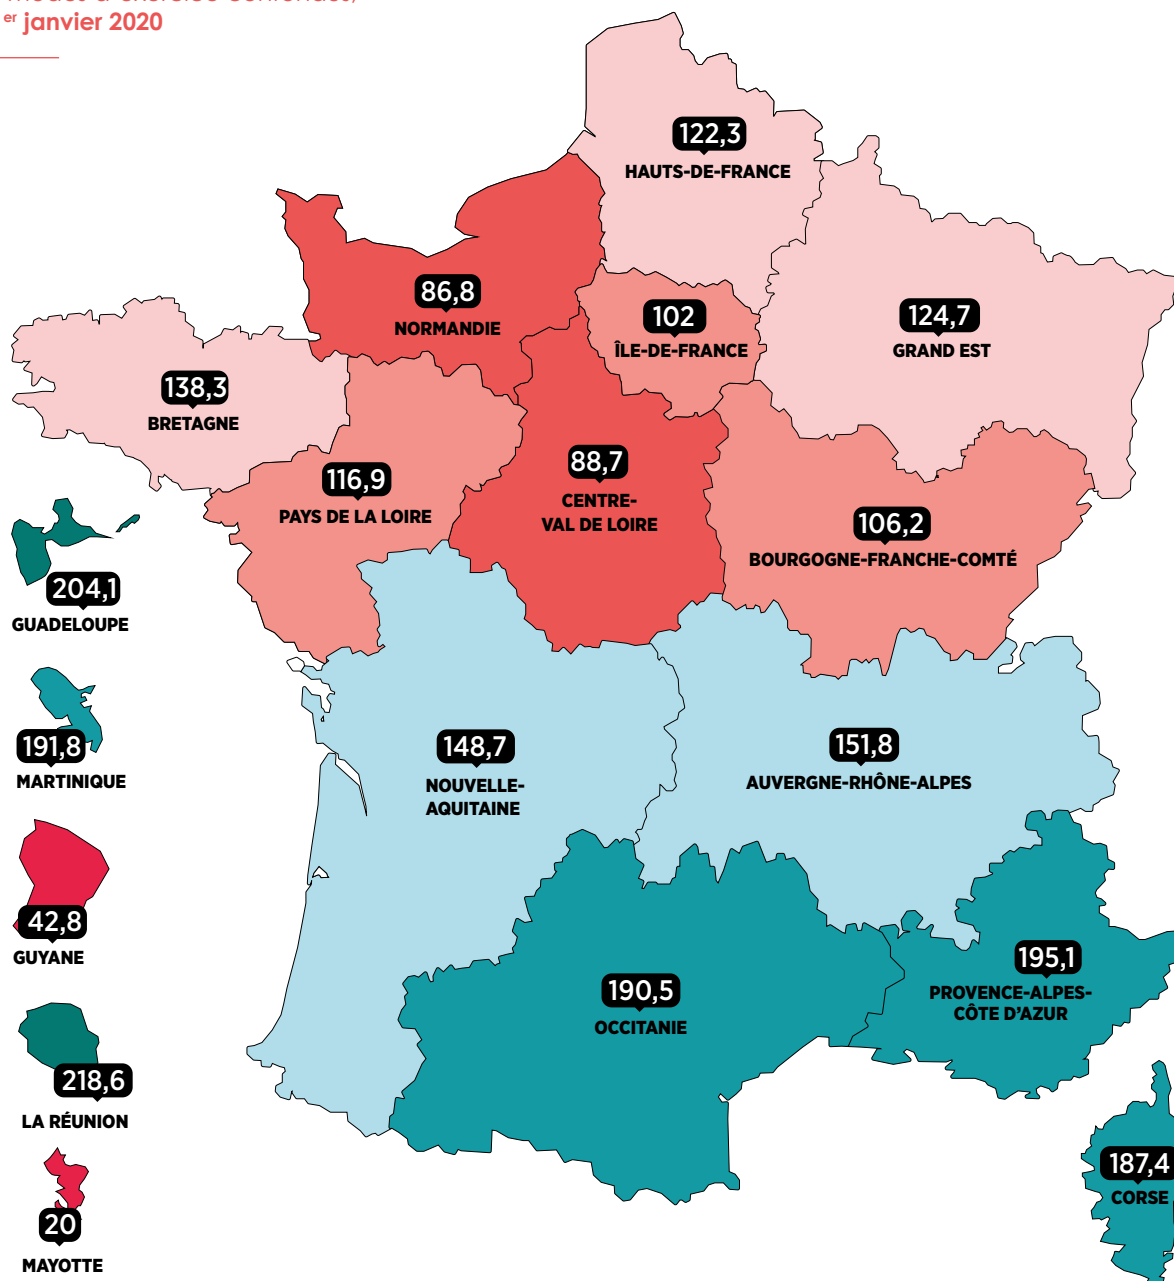 modes d'exercice confondus,
er janvier 2020
122,3
HAUTS-DE-FRANCE
86,8
NORMANDIE
102
ÎLE-DE-FRANCE
124,7
GRAND EST
138,3
BRETAGNE
116,9
PAYS DE LA LOIRE
88,7
CENTRE-
VAL DE LOIRE
106,2
BOURGOGNE-FRANCHE-COMTÉ
204,1
GUADELOUPE
191,8
MARTINIQUE
148,7
NOUVELLE-
AQUITAINE
151,8
AUVERGNE-RHÔNE-ALPES
42,8
GUYANE
190,5
OCCITANIE
195,1
PROVENCE-ALPES-
CÔTE D'AZUR
218,6
LA RÉUNION
187,4
CORSE
20
MAYOTTE